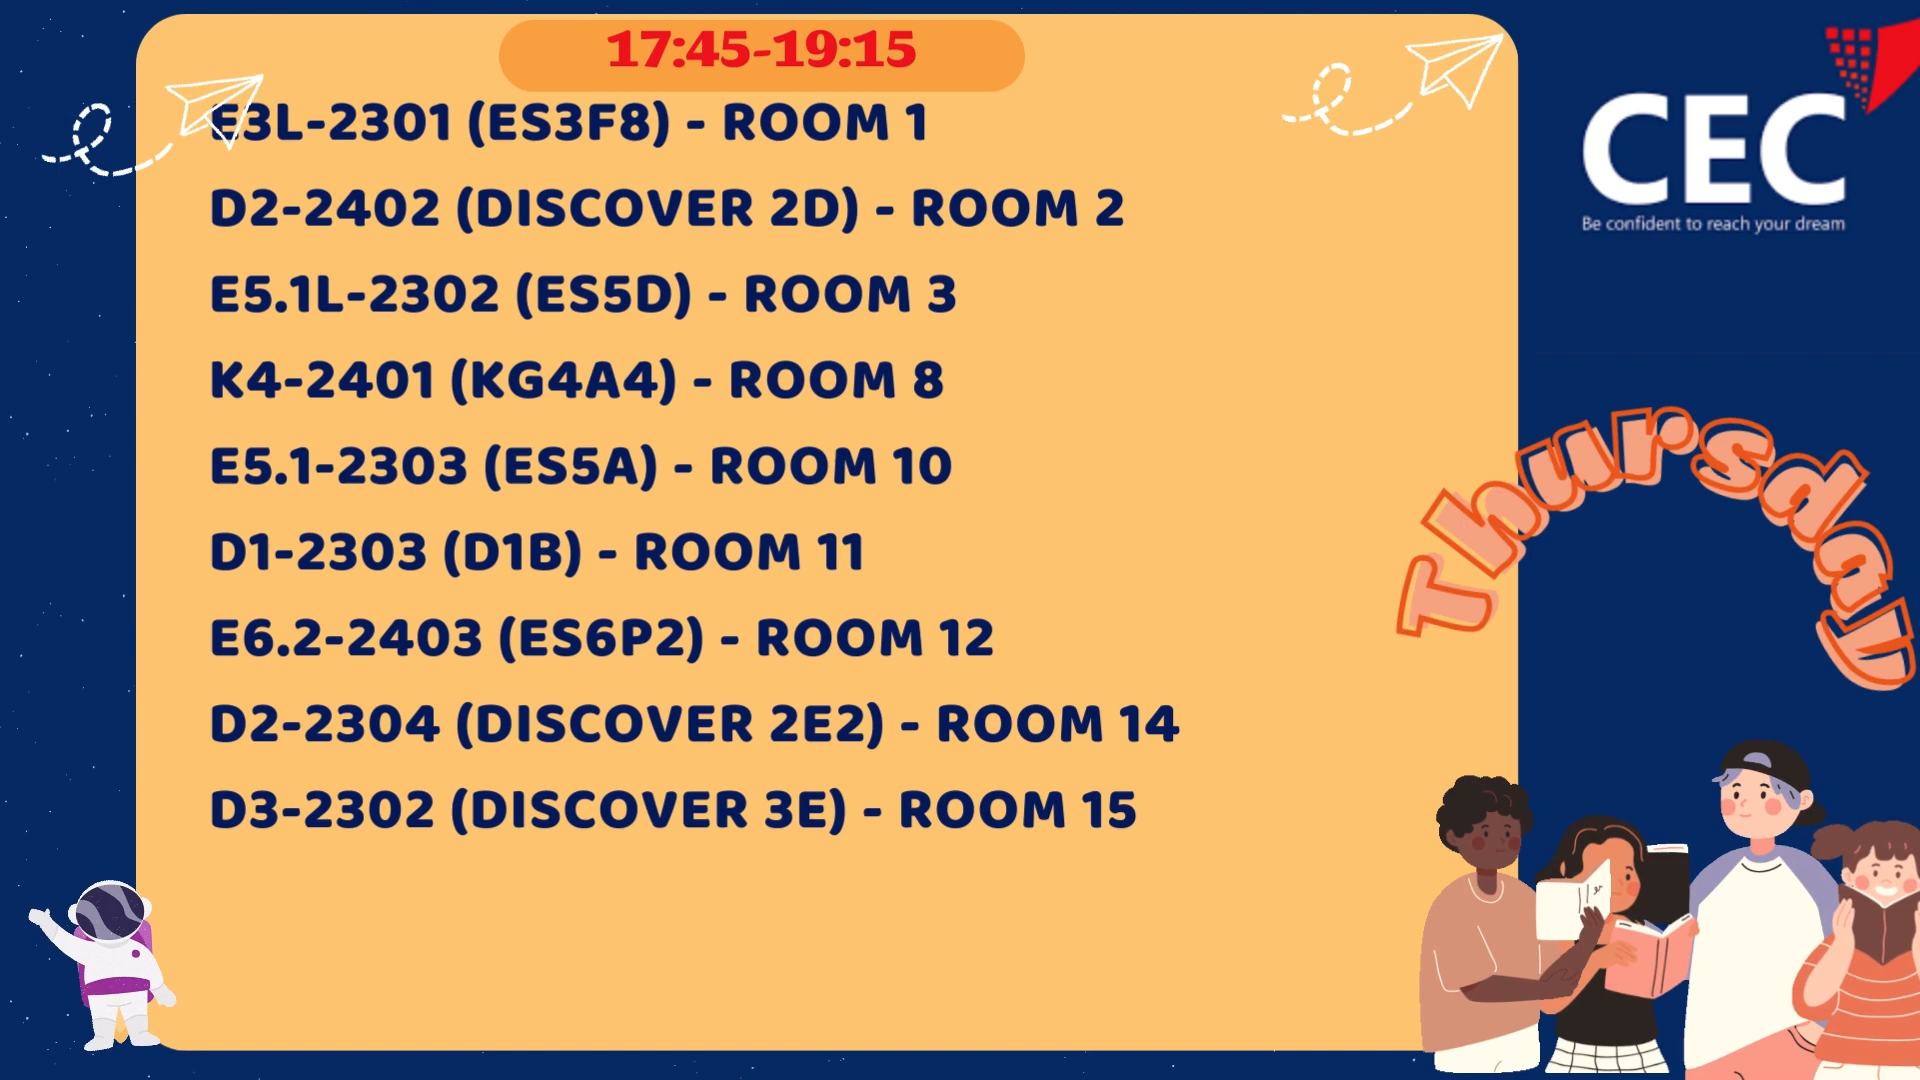 17:45-19:15
E3L-2301 (ES3F8) - ROOM 1
D2-2402 (DISCOVER 2D) - ROOM 2
E5.1L-2302 (ES5D) - ROOM 3
K4-2401 (KG4A4) - ROOM 8
E5.1-2303 (ES5A) - ROOM 10
D1-2303 (D1B) - ROOM 11
E6.2-2403 (ES6P2) - ROOM 12
D2-2304 (DISCOVER 2E2) - ROOM 14
D3-2302 (DISCOVER 3E) - ROOM 15
CEC
Be confident to reach your dream
Thursday